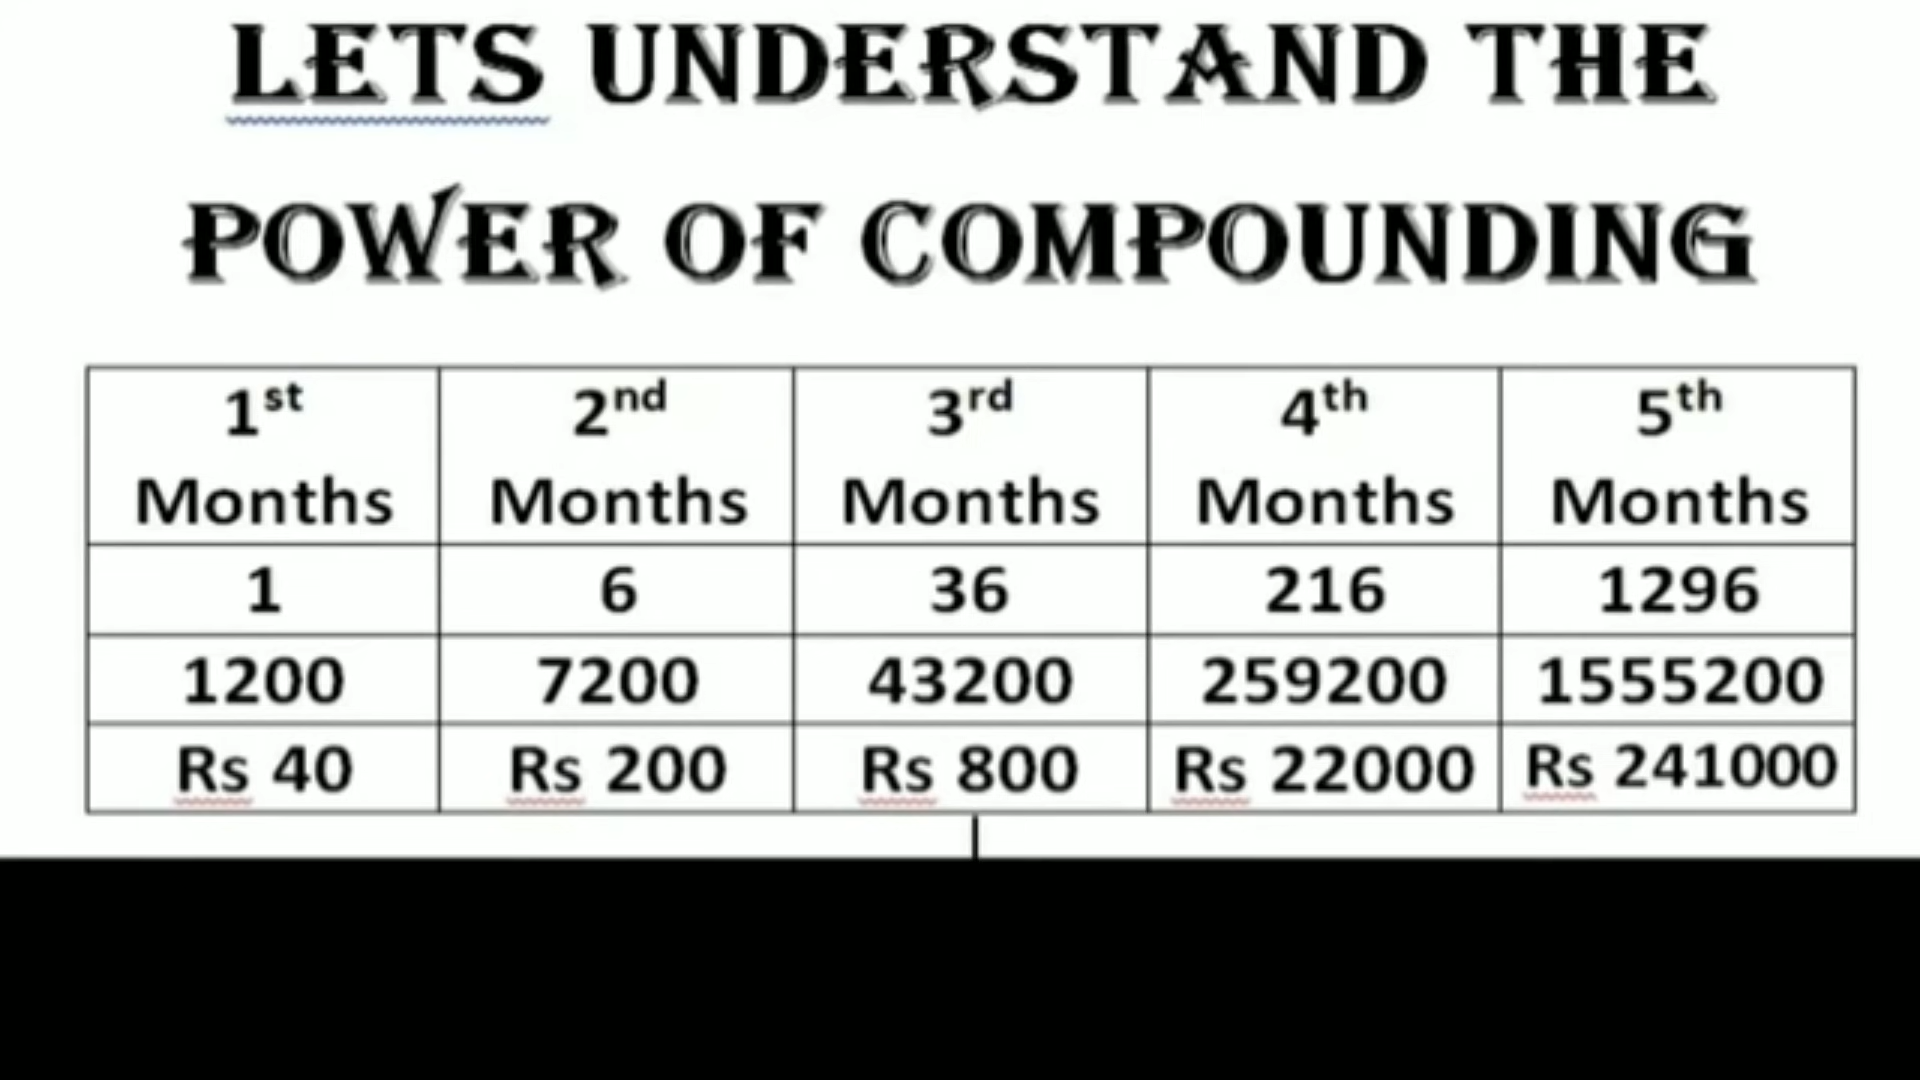 LETS UNDERSTAND THE
POWER OF COMPOUNDING
1st Months 2nd Months 3rd Months 4th Months 5th Months
1 6 36 216 1296
1200 7200 43200 259200 1555200
Rs 40 Rs 200 Rs 800 Rs 22000 Rs 241000